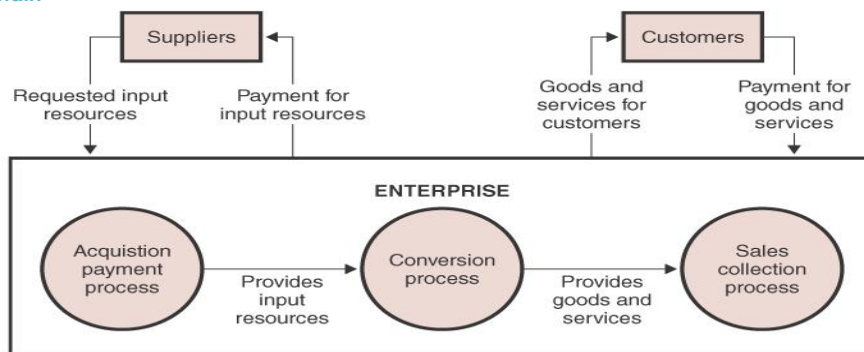 Suppliers
Customers
Requested input
resources
Payment for
input resources
Goods and
services for
customers
Payment for
goods and
services
ENTERPRISE
Acquistion
payment
process
Provides
input
resources
Conversion
process
Provides
goods and
services
Sales
collection
process